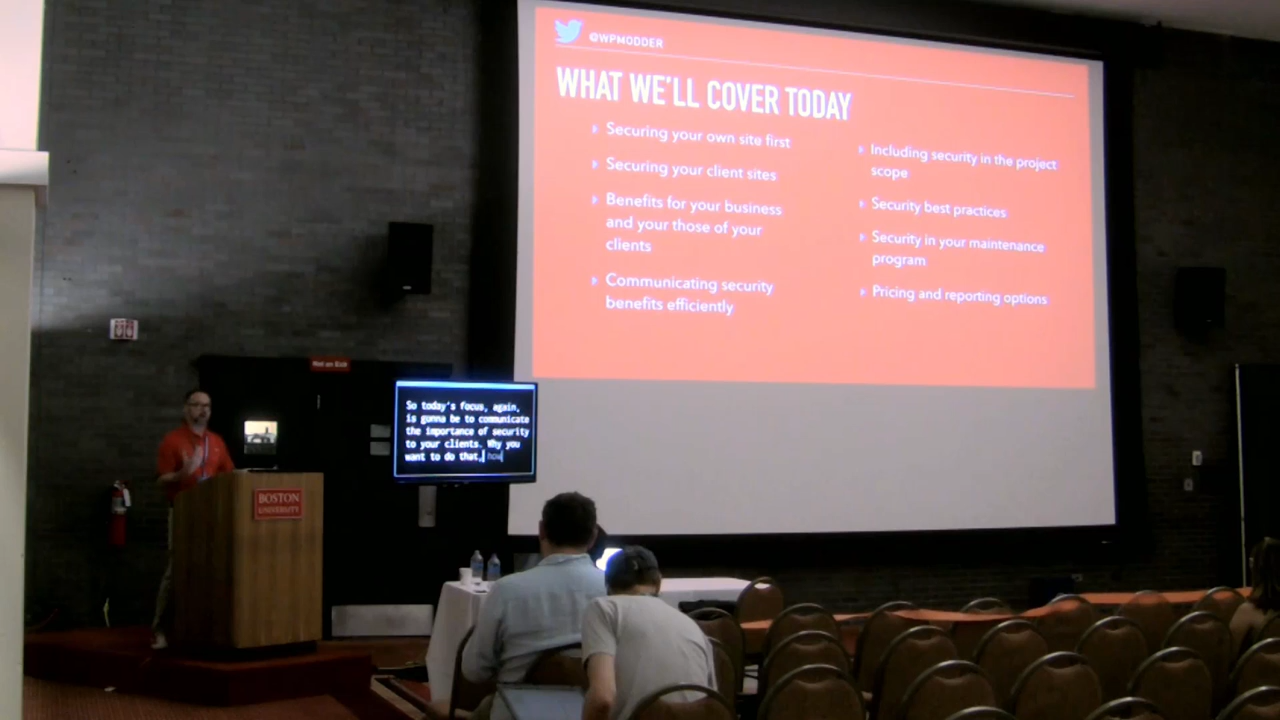 @WPMODDER
WHAT WE'LL COVER TODAY
Securing your own site first
Securing your client sites
Benefits for your business
and your those of your
clients
Communicating security
benefits efficiently
Including security in the project
scope
Security best practices
Security in your maintenance
program
Pricing and reporting options
Not an Exit
So today's focus, again,
is gonna be to communicate
the importance of security
to your clients. Why you
want to do that, how
BOSTON
UNIVERSITY